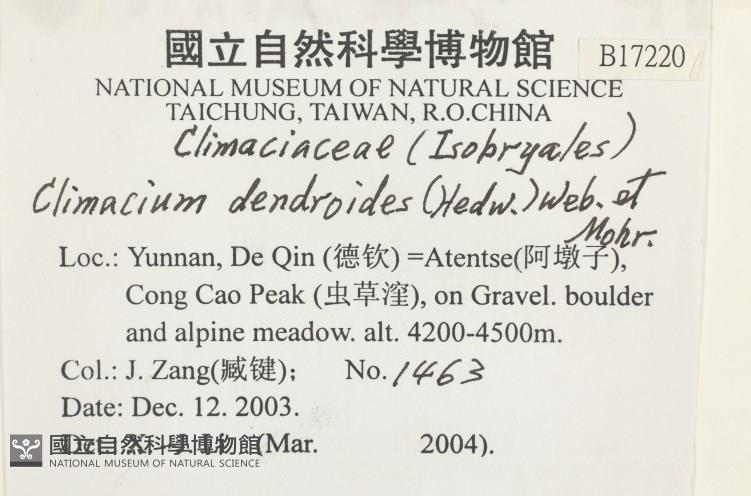 國立自然科學博物館
B17220
NATIONAL MUSEUM OF NATURAL SCIENCE
TAICHUNG, TAIWAN, R.O.CHINA
Climaciaceae (Isobryales)
Climacium dendroides (Hedw.) Web. et
Mohr.
Loc.: Yunnan, De Qin (德钦) =Atentse(阿墩子),
Cong Cao Peak (虫草漥), on Gravel. boulder
and alpine meadow. alt. 4200-4500m.
Col.: J. Zang(臧键); No. 1463
Date: Dec. 12. 2003.
(Mar. 2004).
國立自然科學博物館
NATIONAL MUSEUM OF NATURAL SCIENCE